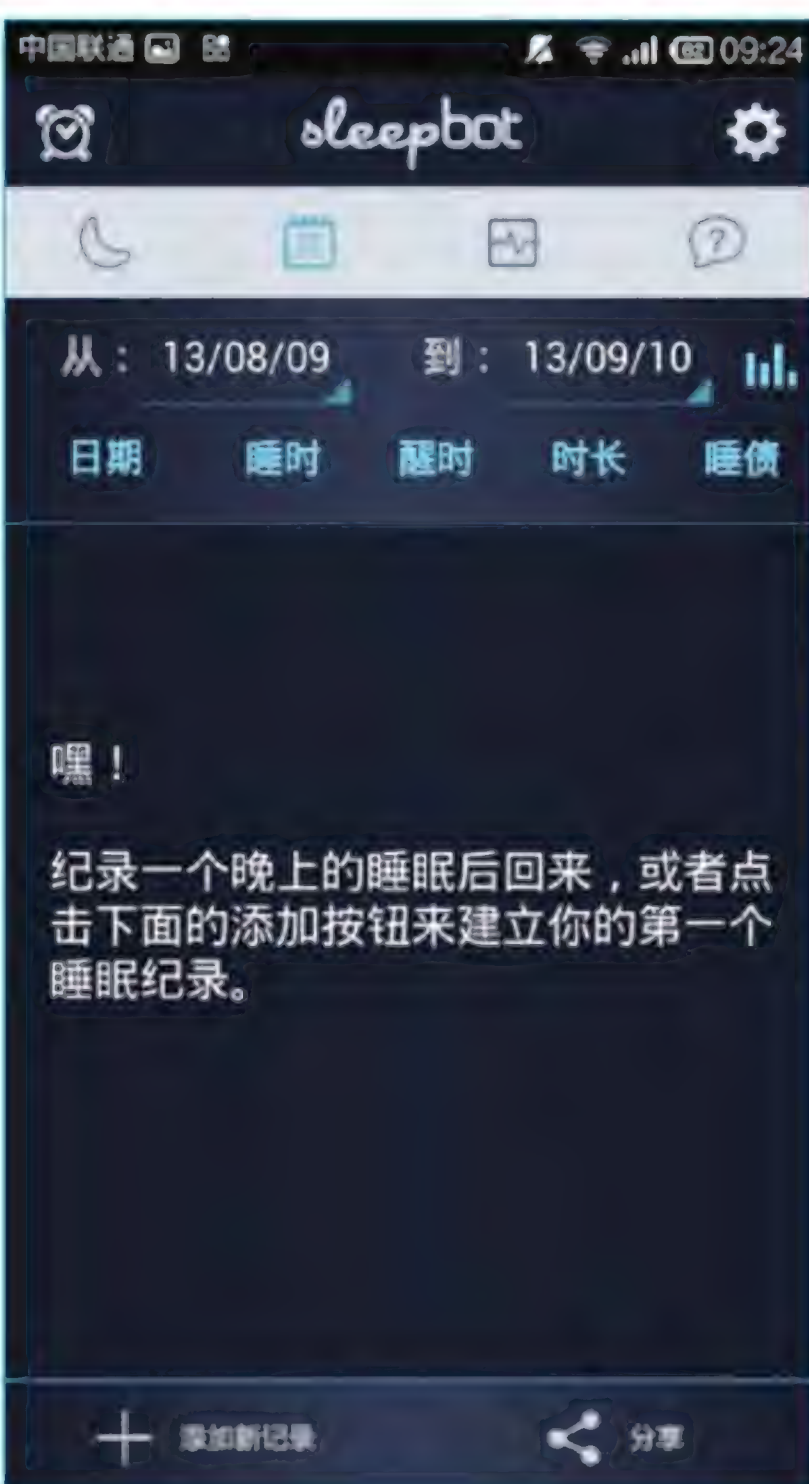 中国联通 09:24
sleepbot
从：13/08/09 到：13/09/10
日期 睡时 醒时 时长 睡债
嘿！
纪录一个晚上的睡眠后回来，或者点
击下面的添加按钮来建立你的第一个
睡眠纪录。
添加新记录 分享